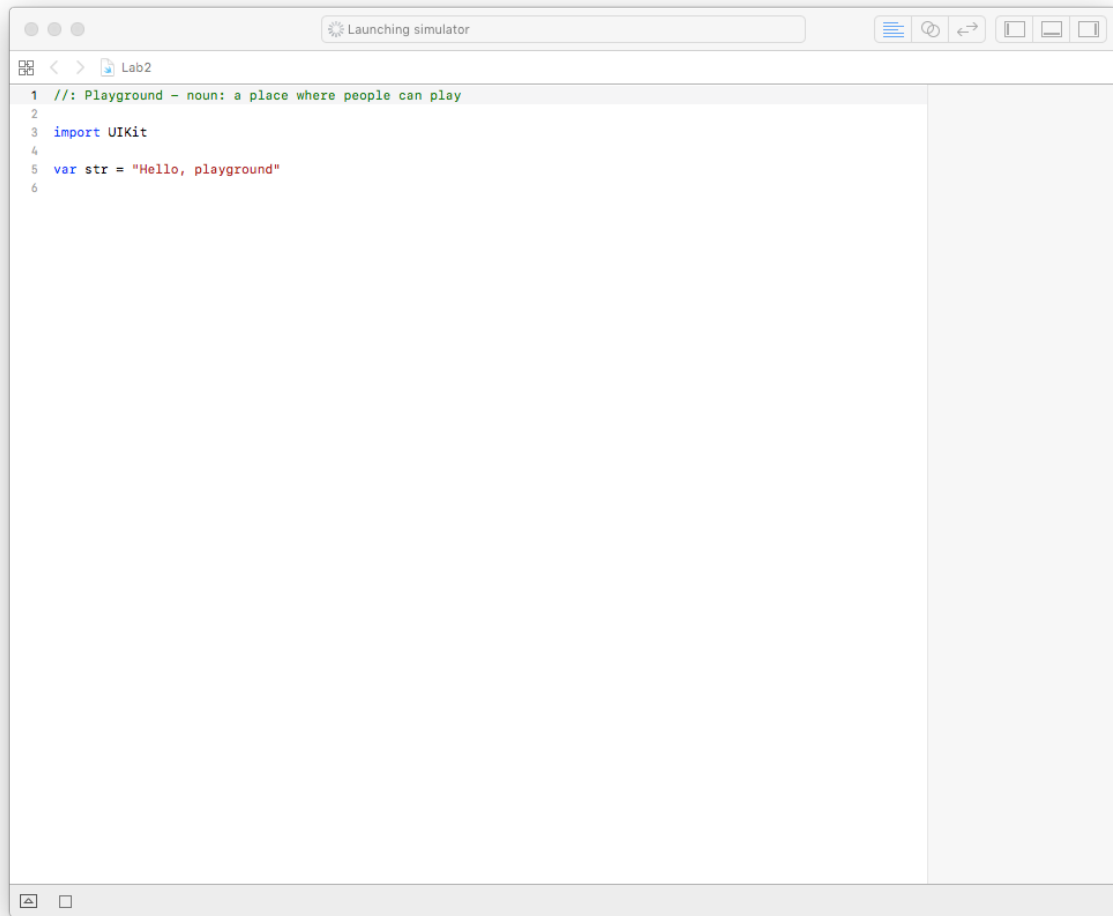 Launching simulator
Lab2
1 //: Playground – noun: a place where people can play
2
3 import UIKit
4
5 var str = "Hello, playground"
6